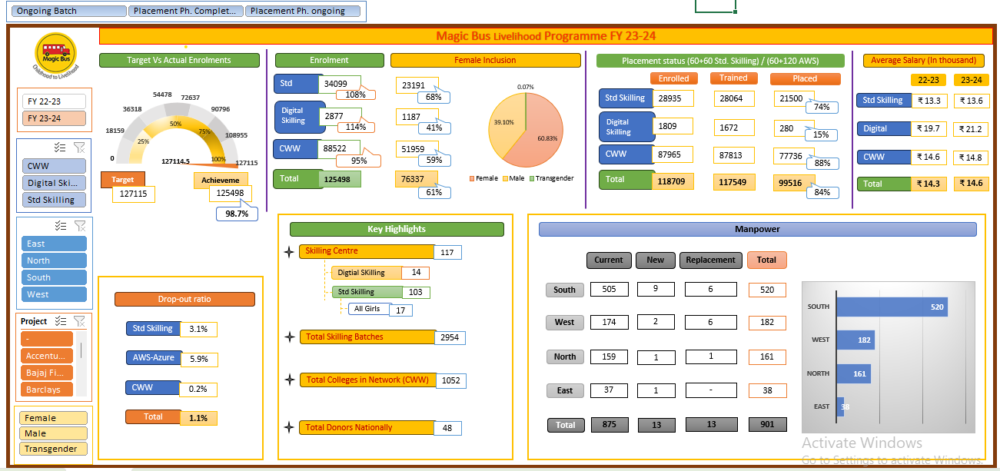 Ongoing Batch
Placement Ph. Complet...
Placement Ph. ongoing
Magic Bus Livelihood Programme FY 23-24
Magic Bus
Childhood to Livelihood
FY 22-23
FY 23-24
CWW
Digital Ski...
Std Skilling
East
North
South
West
Project
-
Accentu...
Bajaj Fi...
Barclays
Female
Male
Transgender
Target Vs Actual Enrolments
0
18159
36318
54478
72637
90796
108955
127115
25%
50%
75%
100%
127114.5
Target
127115
Achieveme
125498
98.7%
Enrolment
Std
34099
108%
Digital
Skilling
2877
114%
CWW
88522
95%
Total
125498
Female Inclusion
23191
68%
1187
41%
51959
59%
76337
61%
0.07%
39.10%
60.83%
Female
Male
Transgender
Placement status (60+60 Std. Skilling) / (60+120 AWS)
Enrolled
Trained
Placed
Std Skilling
28935
28064
21500
74%
Digital
Skilling
1809
1672
280
15%
CWW
87965
87813
77736
88%
Total
118709
117549
99516
84%
Average Salary (In thousand)
22-23
23-24
Std Skilling
₹ 13.3
₹ 13.6
Digital
₹ 19.7
₹ 21.2
CWW
₹ 14.6
₹ 14.8
Total
₹ 14.3
₹ 14.6
Drop-out ratio
Std Skilling
3.1%
AWS-Azure
5.9%
CWW
0.2%
Total
1.1%
Key Highlights
Skilling Centre
117
Digtial SKilling
14
Std Skilling
103
All Girls
17
Total Skilling Batches
2954
Total Colleges in Network (CWW)
1052
Total Donors Nationally
48
Manpower
Current
New
Replacement
Total
South
505
9
6
520
West
174
2
6
182
North
159
1
1
161
East
37
1
-
38
Total
875
13
13
901
SOUTH
520
WEST
182
NORTH
161
EAST
38
Activate Windows
Go to Settings to activate Windows.